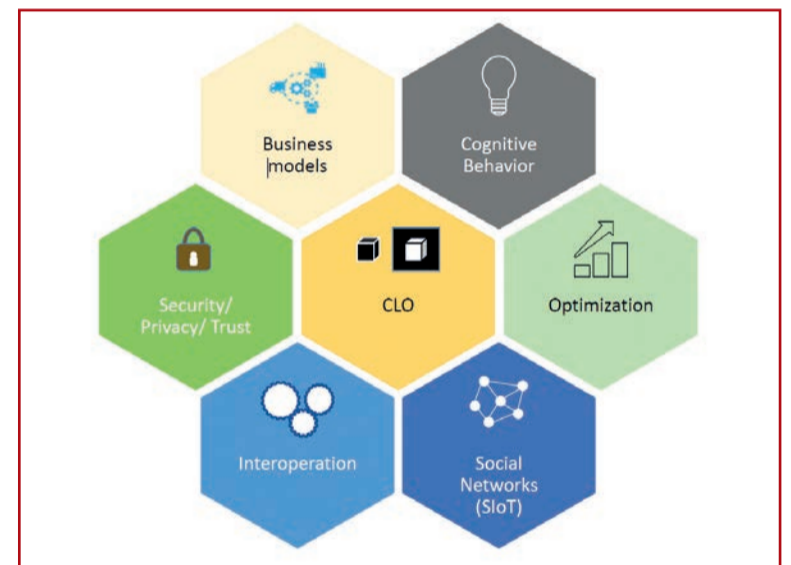 Business
models
Cognitive
Behavior
Security/
Privacy/ Trust
CLO
Optimization
Interoperation
Social
Networks
(SIoT)